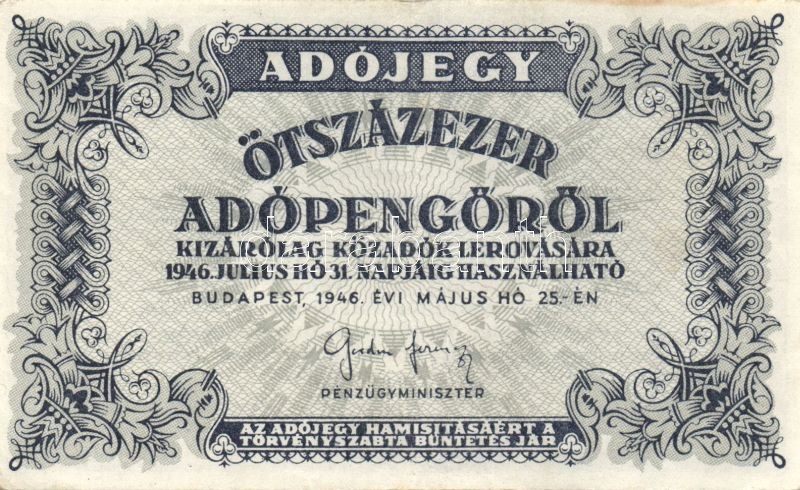 ADÓJEGY
ÖTSZÁZEZER
ADÓPENGŐRŐL
KIZÁRÓLAG KÖZADÓK LEROVÁSÁRA
1946. JULIUS HÓ 31. NAPJÁIG HASZNÁLHATÓ
BUDAPEST, 1946. ÉVI MÁJUS HÓ 25.-ÉN
PÉNZÜGYMINISZTER
AZ ADÓJEGY HAMISITÁSÁÉRT A
TÖRVÉNYSZABTA BÜNTETÉS JÁR